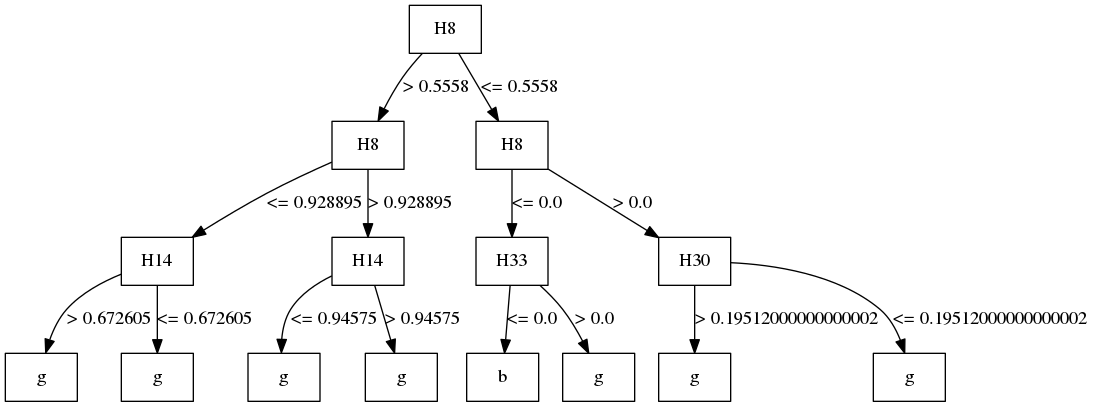 H8
> 0.5558 <= 0.5558
H8 H8
<= 0.928895 > 0.928895 <= 0.0 > 0.0
H14 H14 H33 H30
> 0.672605 <= 0.672605 <= 0.94575 > 0.94575 <= 0.0 > 0.0 > 0.19512000000000002 <= 0.19512000000000002
g g g g b g g g